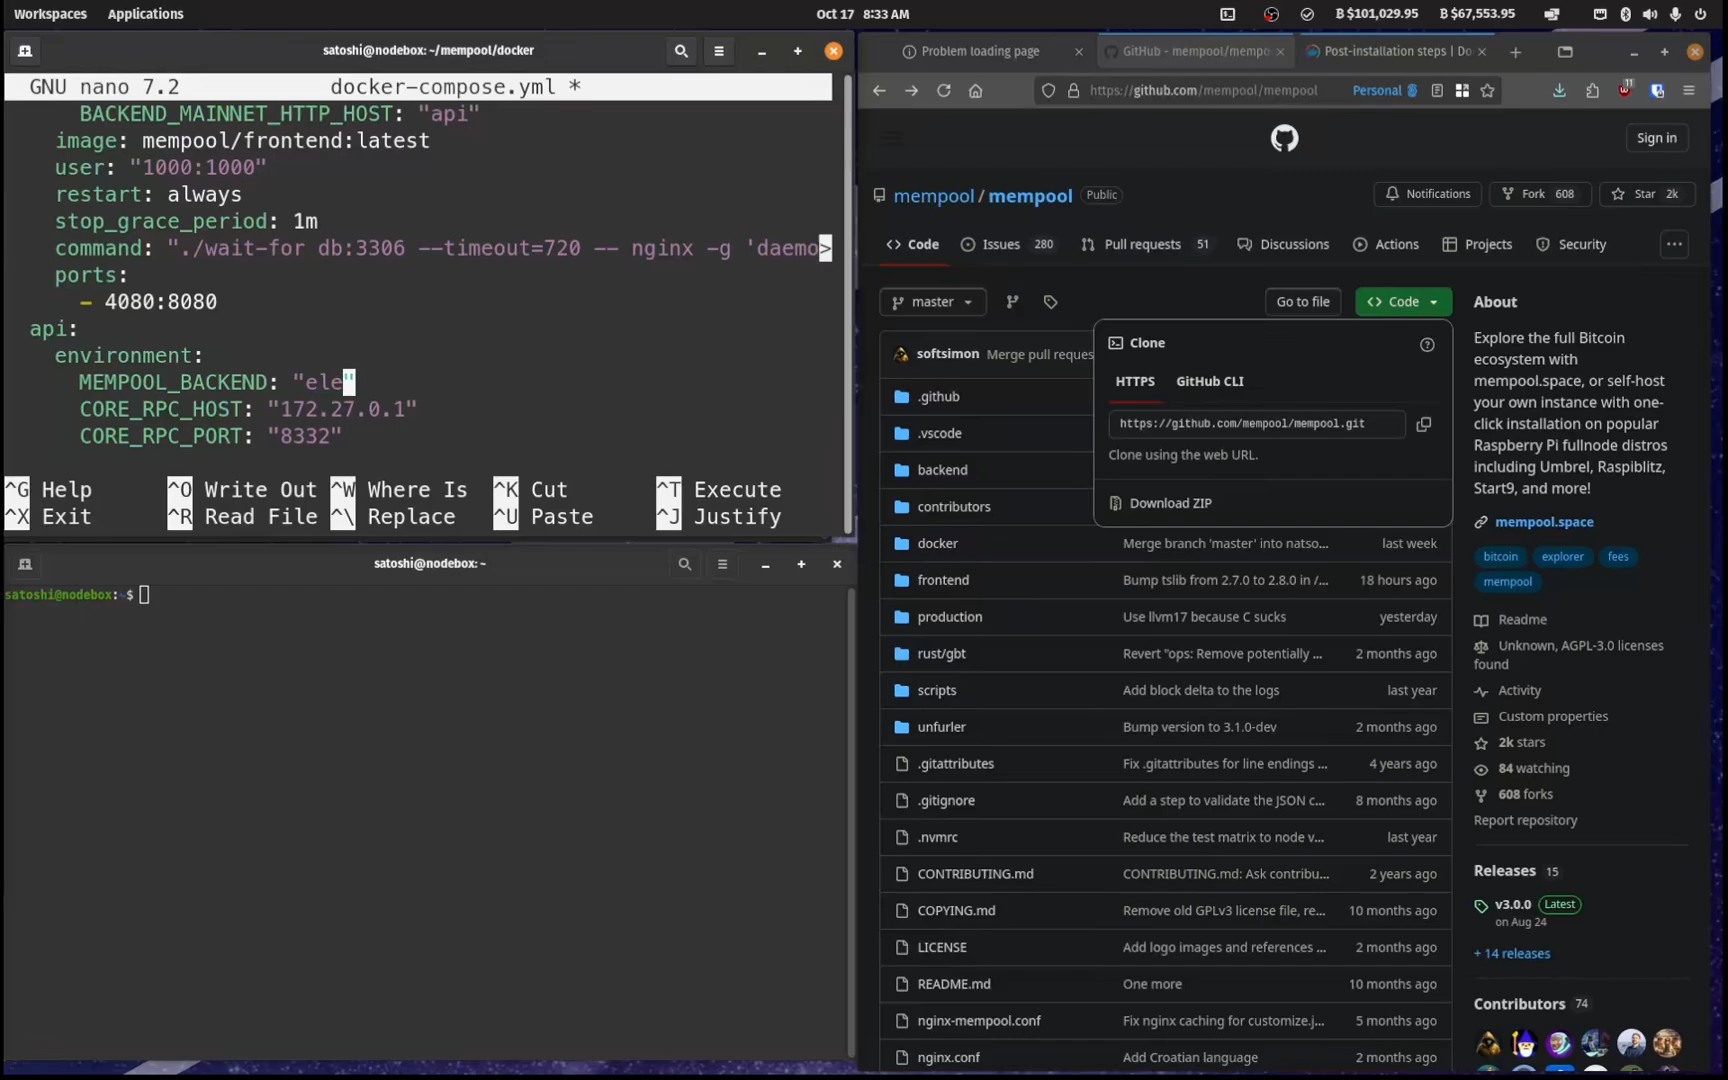 Workspaces Applications Oct 17 8:33 AM ₿ $101,029.95 ₿ $67,553.95
satoshi@nodebox: ~/mempool/docker
GNU nano 7.2 docker-compose.yml *
BACKEND_MAINNET_HTTP_HOST: "api"
image: mempool/frontend:latest
user: "1000:1000"
restart: always
stop_grace_period: 1m
command: "./wait-for db:3306 --timeout=720 -- nginx -g 'daemo>
ports:
- 4080:8080
api:
environment:
MEMPOOL_BACKEND: "ele"
CORE_RPC_HOST: "172.27.0.1"
CORE_RPC_PORT: "8332"
^G Help ^O Write Out ^W Where Is ^K Cut ^T Execute
^X Exit ^R Read File ^\ Replace ^U Paste ^J Justify
satoshi@nodebox: ~
satoshi@nodebox:~$
Problem loading page GitHub - mempool/mempo Post-installation steps | Do
https://github.com/mempool/mempool Personal 11
Sign in
mempool / mempool Public
Notifications Fork 608 Star 2k
Code Issues 280 Pull requests 51 Discussions Actions Projects Security
master Go to file Code
softsimon Merge pull reques
Clone
HTTPS GitHub CLI
https://github.com/mempool/mempool.git
Clone using the web URL.
Download ZIP
.github
.vscode
backend
contributors
docker Merge branch 'master' into natso... last week
frontend Bump tslib from 2.7.0 to 2.8.0 in /... 18 hours ago
production Use llvm17 because C sucks yesterday
rust/gbt Revert "ops: Remove potentially ... 2 months ago
scripts Add block delta to the logs last year
unfurler Bump version to 3.1.0-dev 2 months ago
.gitattributes Fix .gitattributes for line endings ... 4 years ago
.gitignore Add a step to validate the JSON c... 8 months ago
.nvmrc Reduce the test matrix to node v... last year
CONTRIBUTING.md CONTRIBUTING.md: Ask contribu... 2 years ago
COPYING.md Remove old GPLv3 license file, re... 10 months ago
LICENSE Add logo images and references ... 2 months ago
README.md One more 10 months ago
nginx-mempool.conf Fix nginx caching for customize.j... 5 months ago
nginx.conf Add Croatian language 2 months ago
About
Explore the full Bitcoin
ecosystem with
mempool.space, or self-host
your own instance with one-
click installation on popular
Raspberry Pi fullnode distros
including Umbrel, Raspiblitz,
Start9, and more!
mempool.space
bitcoin explorer fees
mempool
Readme
Unknown, AGPL-3.0 licenses
found
Activity
Custom properties
2k stars
84 watching
608 forks
Report repository
Releases 15
v3.0.0 Latest
on Aug 24
+ 14 releases
Contributors 74